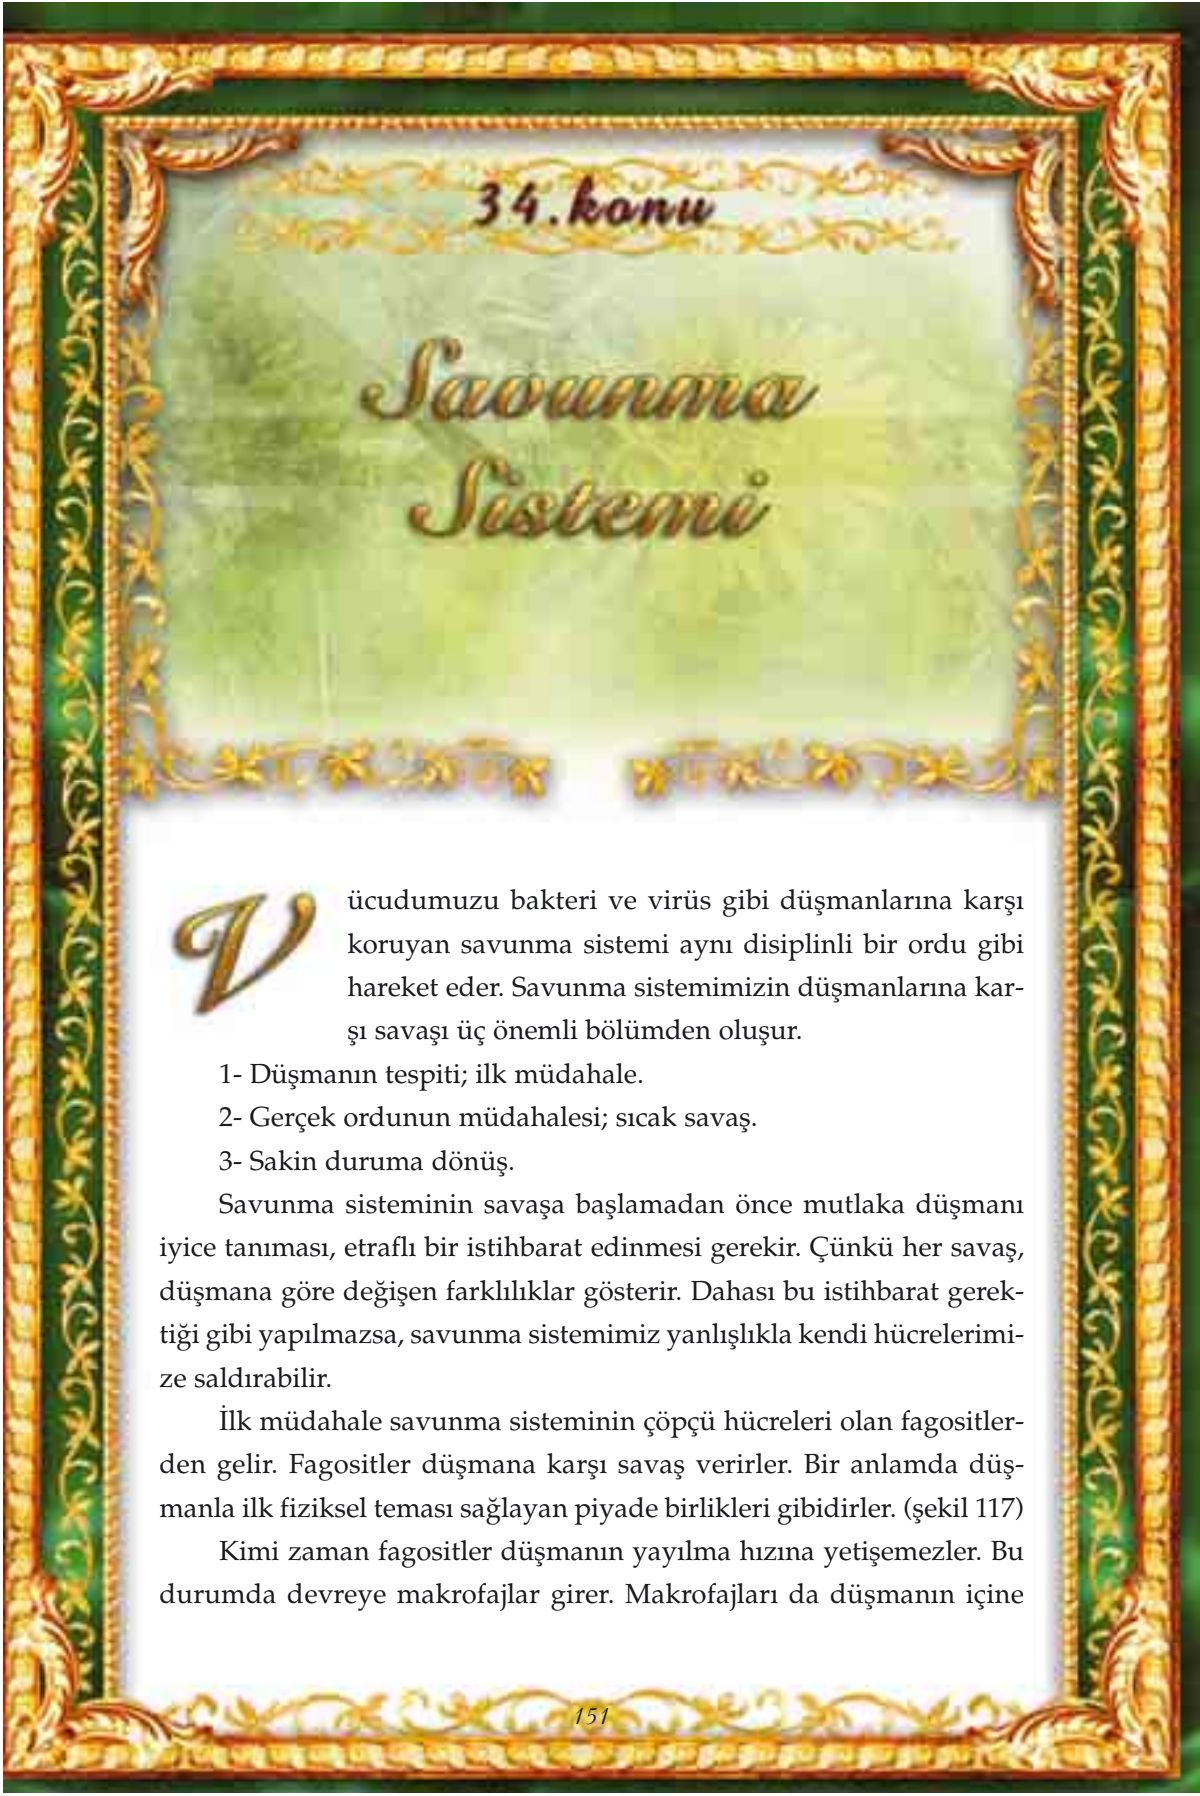 34.konu
Savunma
Sistemi
Vücudumuzu bakteri ve virüs gibi düşmanlarına karşı
koruyan savunma sistemi aynı disiplinli bir ordu gibi
hareket eder. Savunma sistemimizin düşmanlarına kar-
şı savaşı üç önemli bölümden oluşur.
1- Düşmanın tespiti; ilk müdahale.
2- Gerçek ordunun müdahalesi; sıcak savaş.
3- Sakin duruma dönüş.
Savunma sisteminin savaşa başlamadan önce mutlaka düşmanı
iyice tanıması, etraflı bir istihbarat edinmesi gerekir. Çünkü her savaş,
düşmana göre değişen farklılıklar gösterir. Dahası bu istihbarat gerek-
tiği gibi yapılmazsa, savunma sistemimiz yanlışlıkla kendi hücrelerimi-
ze saldırabilir.
İlk müdahale savunma sisteminin çöpçü hücreleri olan fagositler-
den gelir. Fagositler düşmana karşı savaş verirler. Bir anlamda düş-
manla ilk fiziksel teması sağlayan piyade birlikleri gibidirler. (şekil 117)
Kimi zaman fagositler düşmanın yayılma hızına yetişemezler. Bu
durumda devreye makrofajlar girer. Makrofajları da düşmanın içine
151